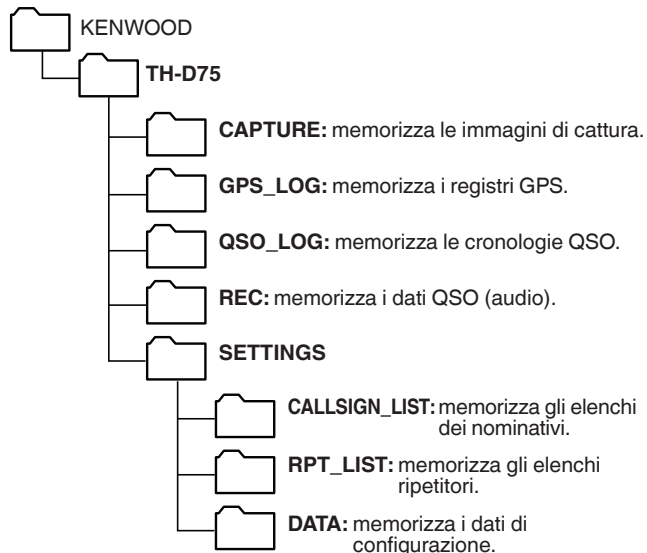 KENWOOD
TH-D75
CAPTURE: memorizza le immagini di cattura.
GPS_LOG: memorizza i registri GPS.
QSO_LOG: memorizza le cronologie QSO.
REC: memorizza i dati QSO (audio).
SETTINGS
CALLSIGN_LIST: memorizza gli elenchi
dei nominativi.
RPT_LIST: memorizza gli elenchi
ripetitori.
DATA: memorizza i dati di
configurazione.